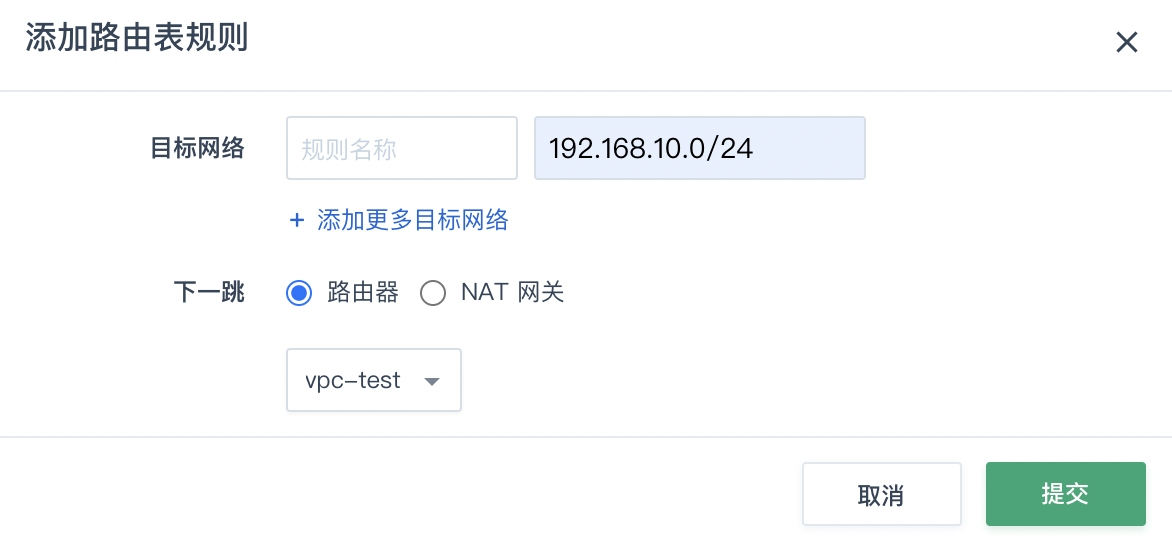 添加路由表规则
目标网络 规则名称 192.168.10.0/24
+ 添加更多目标网络
下一跳 路由器 NAT 网关
vpc-test
取消 提交